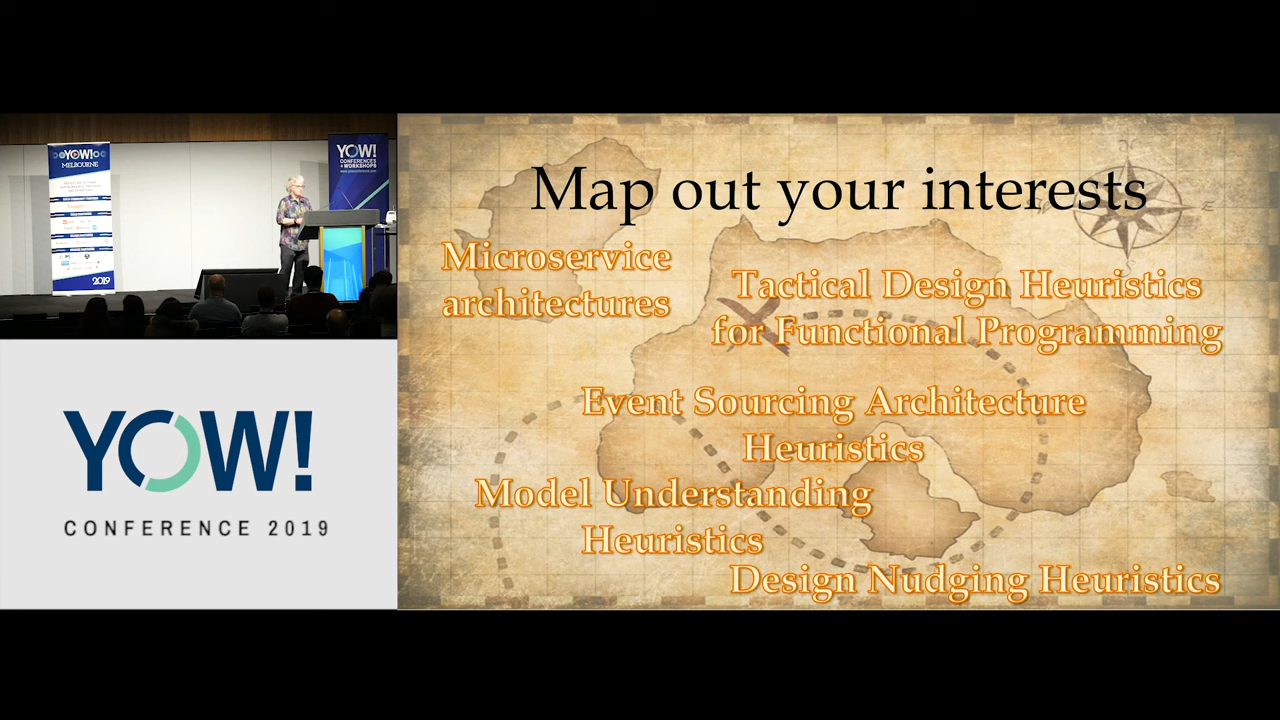 YOW!
MELBOURNE
2019
YOW!
CONFERENCES
+ WORKSHOPS
YOW!
CONFERENCE 2019
Map out your interests
Microservice
architectures
Tactical Design Heuristics
for Functional Programming
Event Sourcing Architecture
Heuristics
Model Understanding
Heuristics
Design Nudging Heuristics